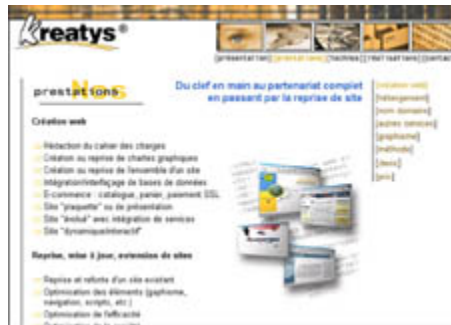 Kreatys®
[présentation] [prestations] [technos] [réalisations] [contac
Nos
prestations
Du clef en main au partenariat complet
en passant par la reprise de site
[création web]
[hébergement]
[nom domaine]
[autres services]
[graphisme]
[méthode]
[devis]
[prix]
Création web
Rédaction du cahier des charges
Création ou reprise de chartes graphiques
Création ou reprise de l'ensemble d'un site
Intégration/interfaçage de bases de données
E-commerce : catalogue, panier, paiement SSL
Site "plaquette" ou de présentation
Site "évolué" avec intégration de services
Site "dynamique/interactif"
Reprise, mise à jour, extension de sites
Reprise et refonte d'un site existant
Optimisation des éléments (graphisme,
navigation, scripts, etc.)
Optimisation de l'efficacité